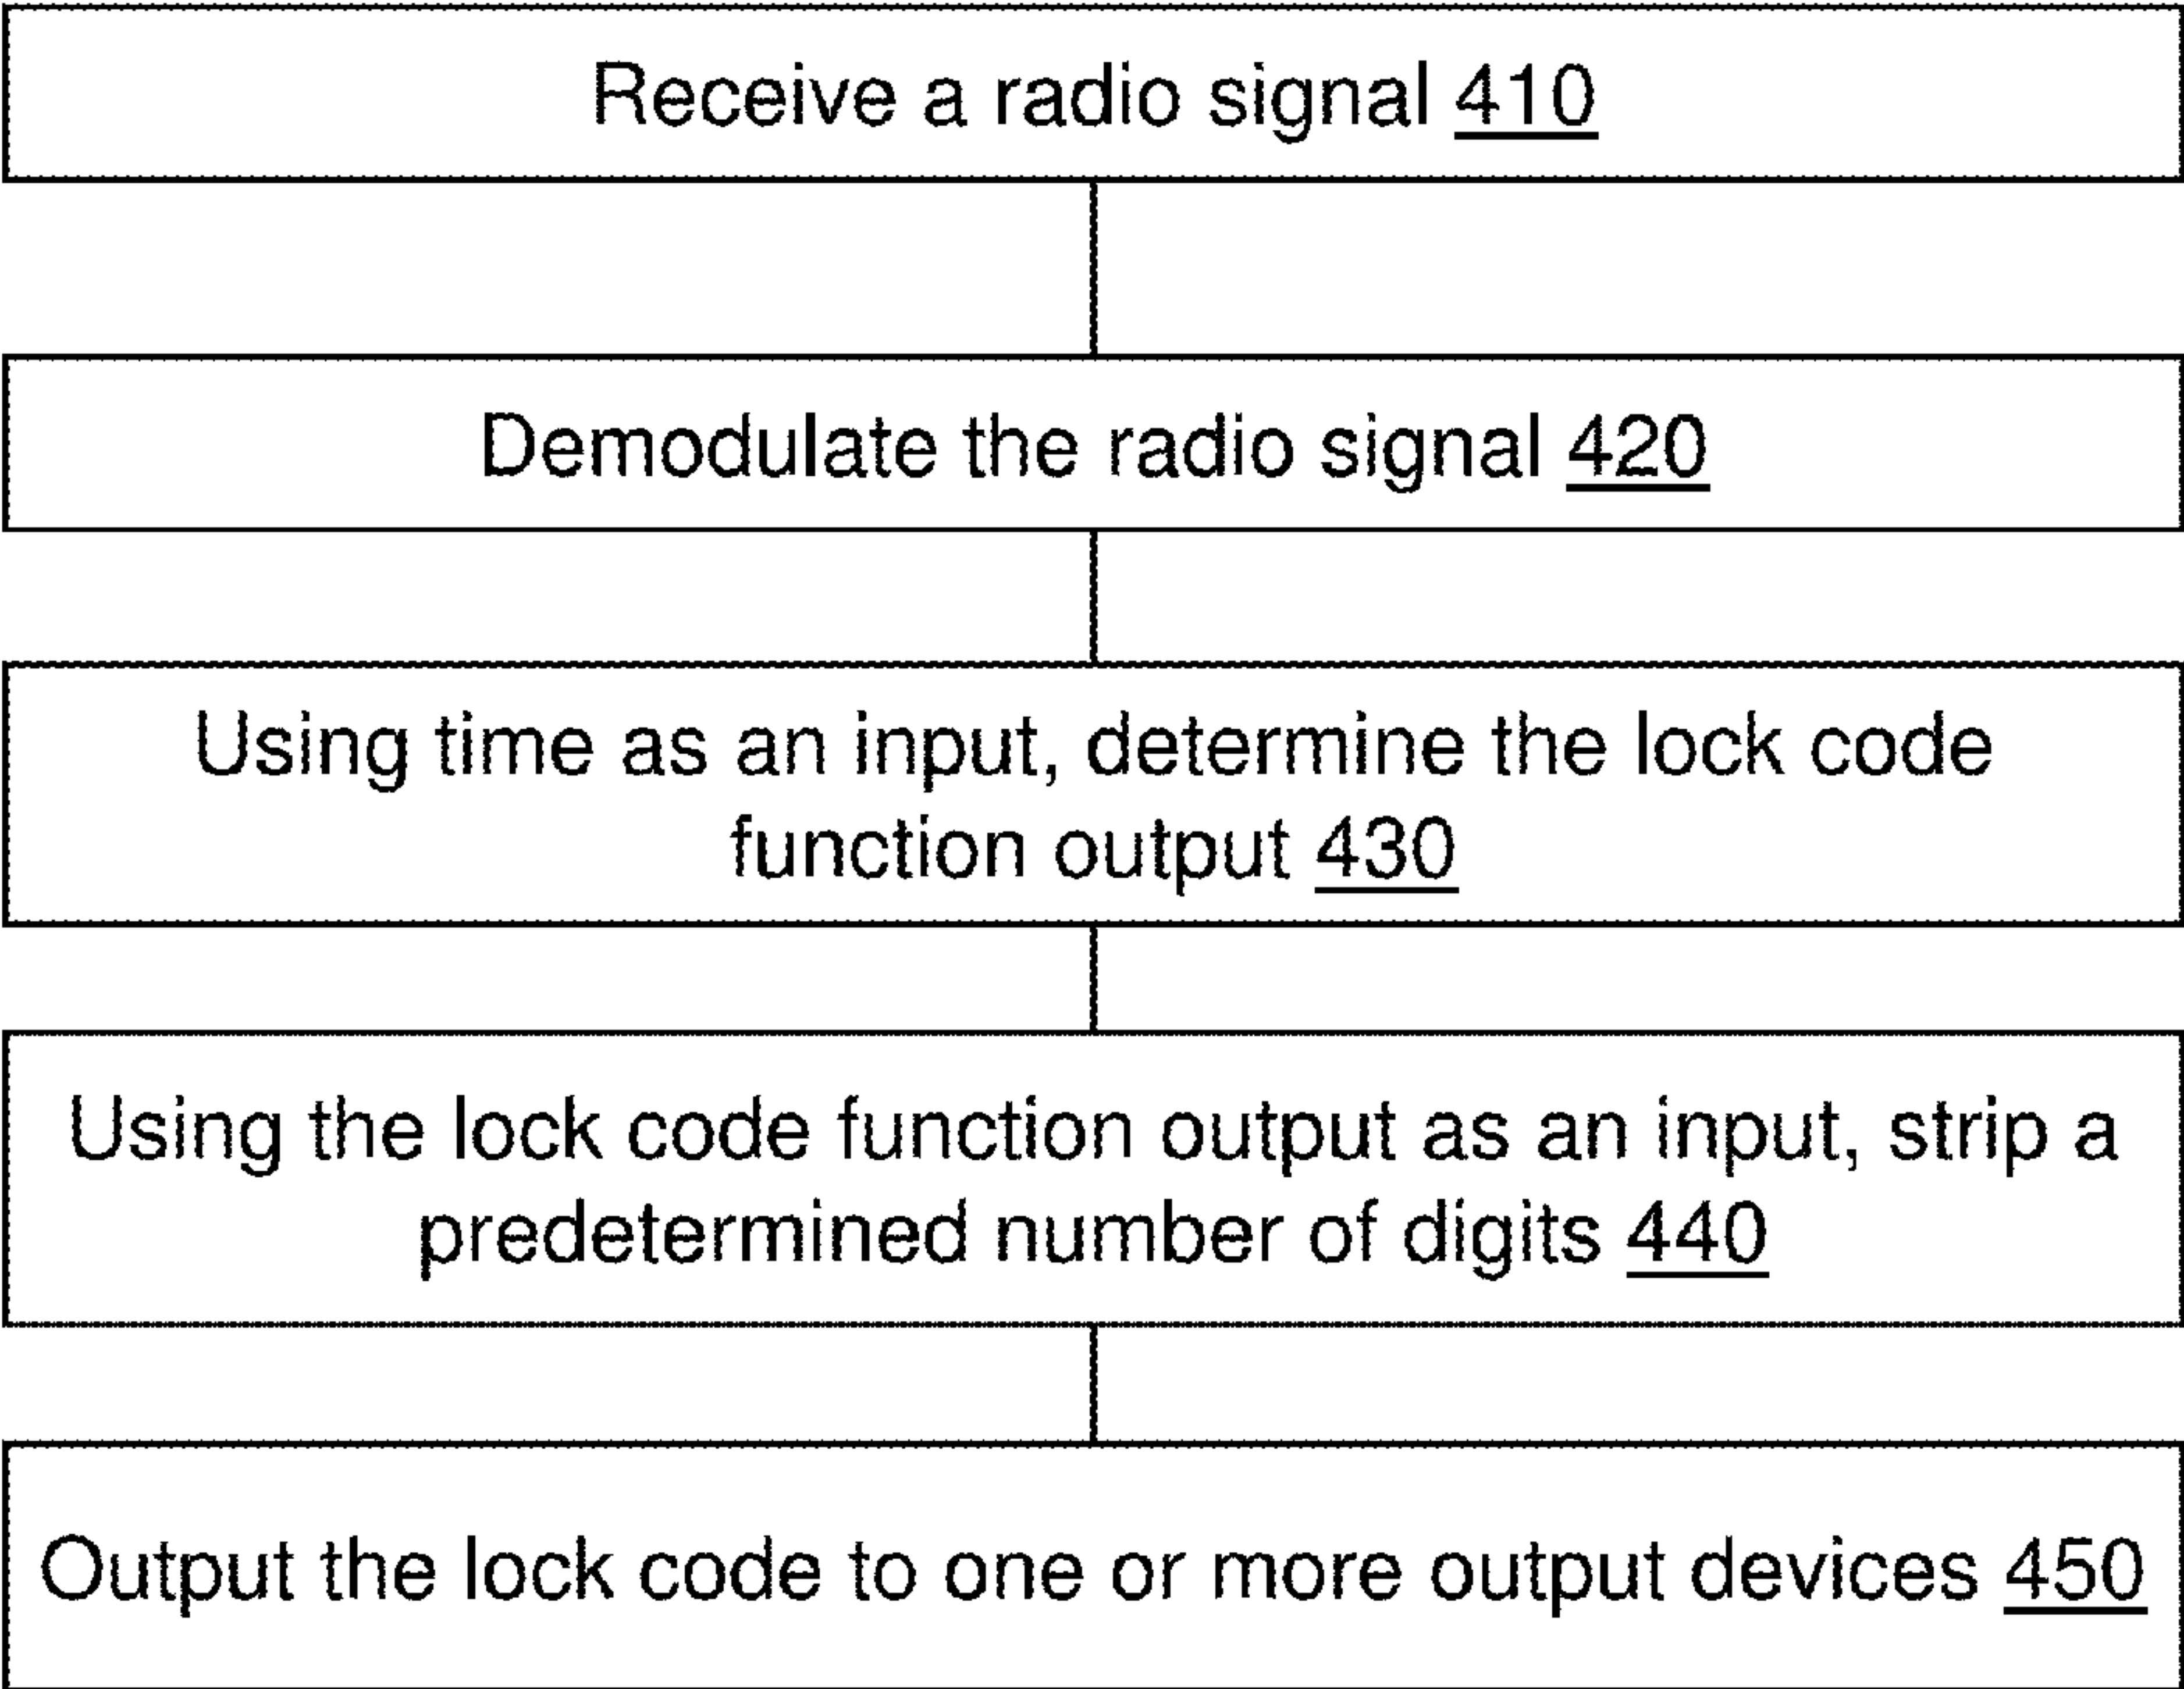 Receive a radio signal 410
Demodulate the radio signal 420
Using time as an input, determine the lock code
function output 430
Using the lock code function output as an input, strip a
predetermined number of digits 440
Output the lock code to one or more output devices 450